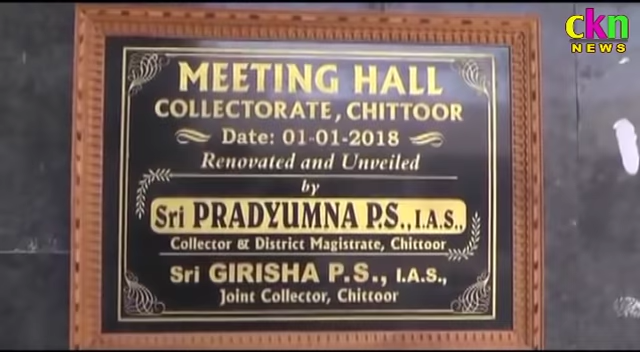 ckn
NEWS
MEETING HALL
COLLECTORATE, CHITTOOR
Date: 01-01-2018
Renovated and Unveiled
by
Sri PRADYUMNA P.S., I.A.S.,
Collector & District Magistrate, Chittoor
Sri GIRISHA P.S., I.A.S.,
Joint Collector, Chittoor